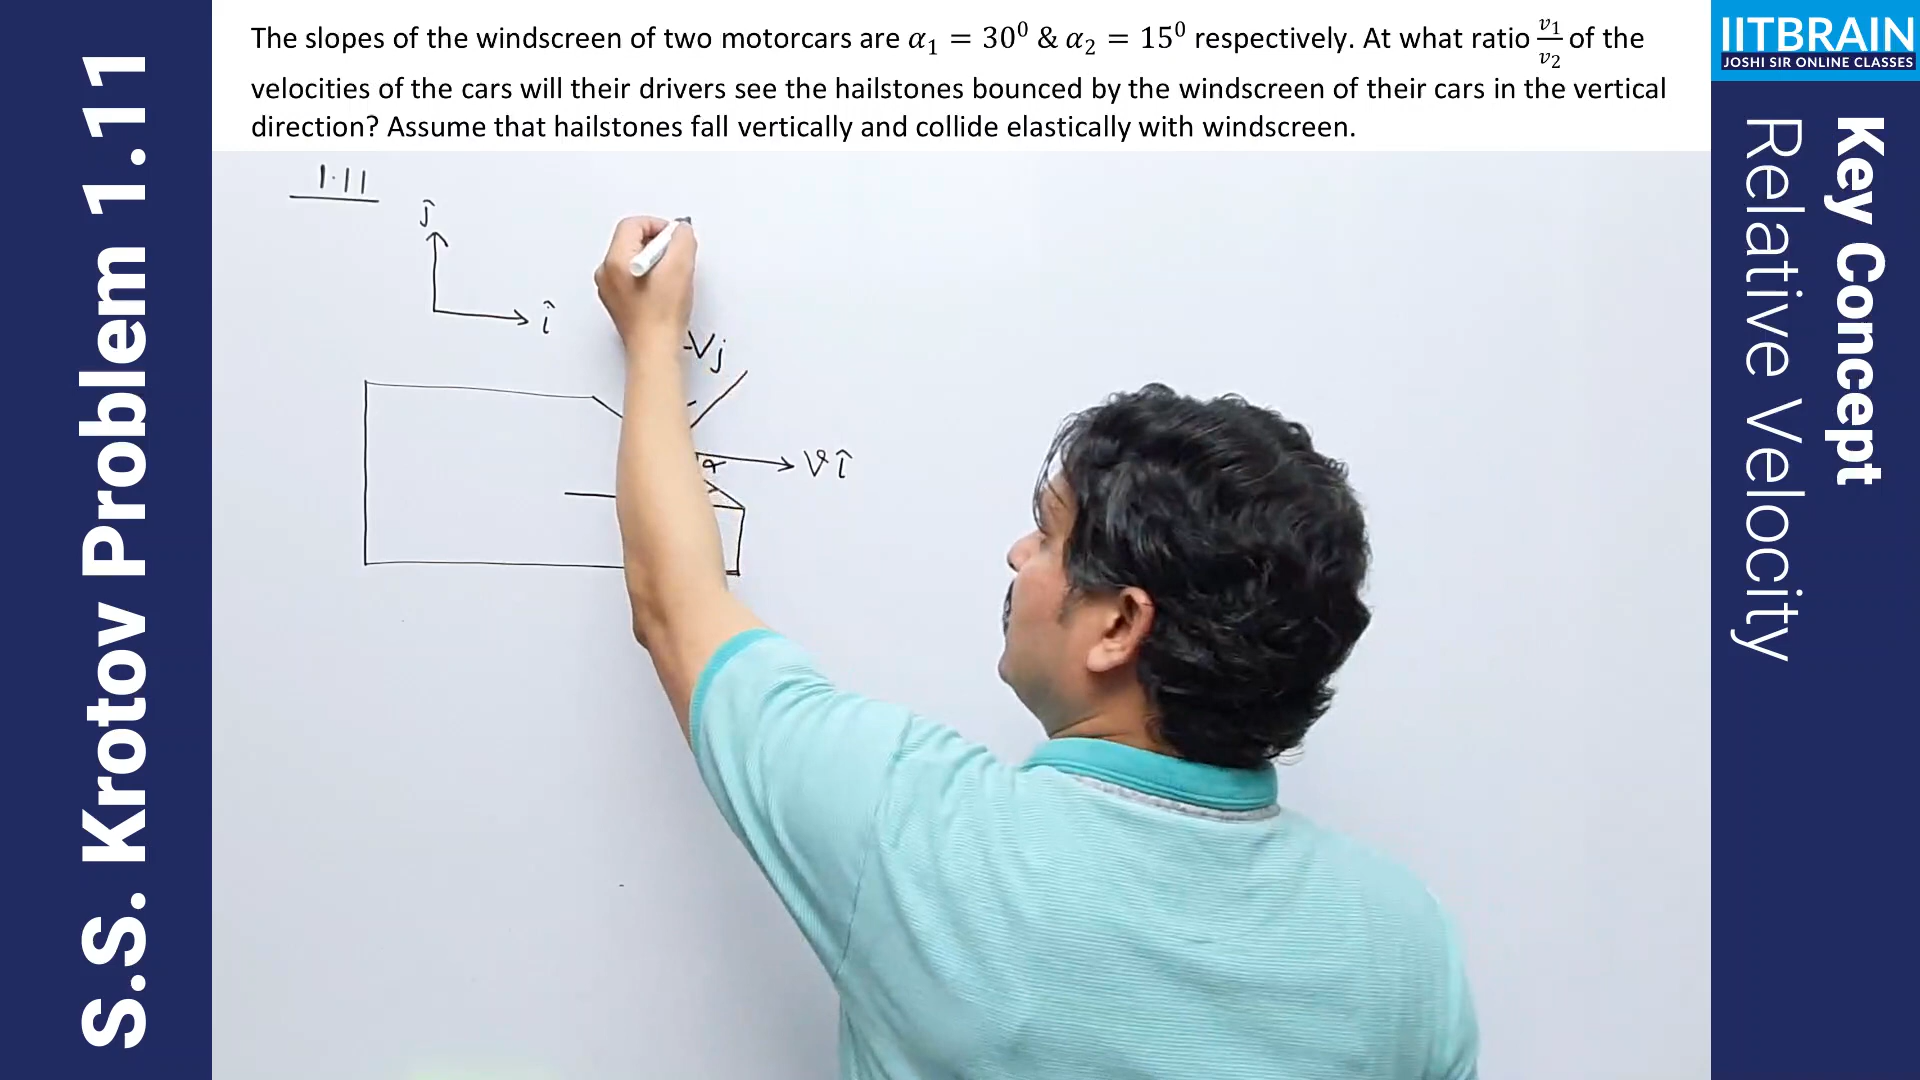 The slopes of the windscreen of two motorcars are α₁ = 30⁰ & α₂ = 15⁰ respectively. At what ratio v₁/v₂ of the
velocities of the cars will their drivers see the hailstones bounced by the windscreen of their cars in the vertical
direction? Assume that hailstones fall vertically and collide elastically with windscreen.
IITBRAIN
JOSHI SIR ONLINE CLASSES
S.S. Krotov Problem 1.11
Key Concept
Relative Velocity
1.11
ĵ
î
-Vj
α
vî